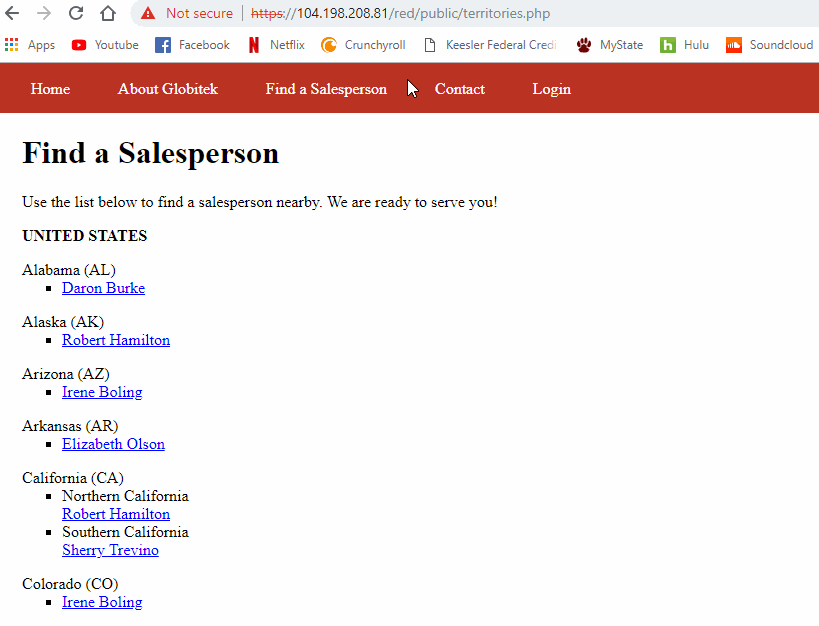 Not secure | https://104.198.208.81/red/public/territories.php
Apps Youtube Facebook Netflix Crunchyroll Keesler Federal Cred MyState Hulu Soundcloud
Home About Globitek Find a Salesperson Contact Login
Find a Salesperson
Use the list below to find a salesperson nearby. We are ready to serve you!
UNITED STATES
Alabama (AL)
Daron Burke
Alaska (AK)
Robert Hamilton
Arizona (AZ)
Irene Boling
Arkansas (AR)
Elizabeth Olson
California (CA)
Northern California
Robert Hamilton
Southern California
Sherry Trevino
Colorado (CO)
Irene Boling